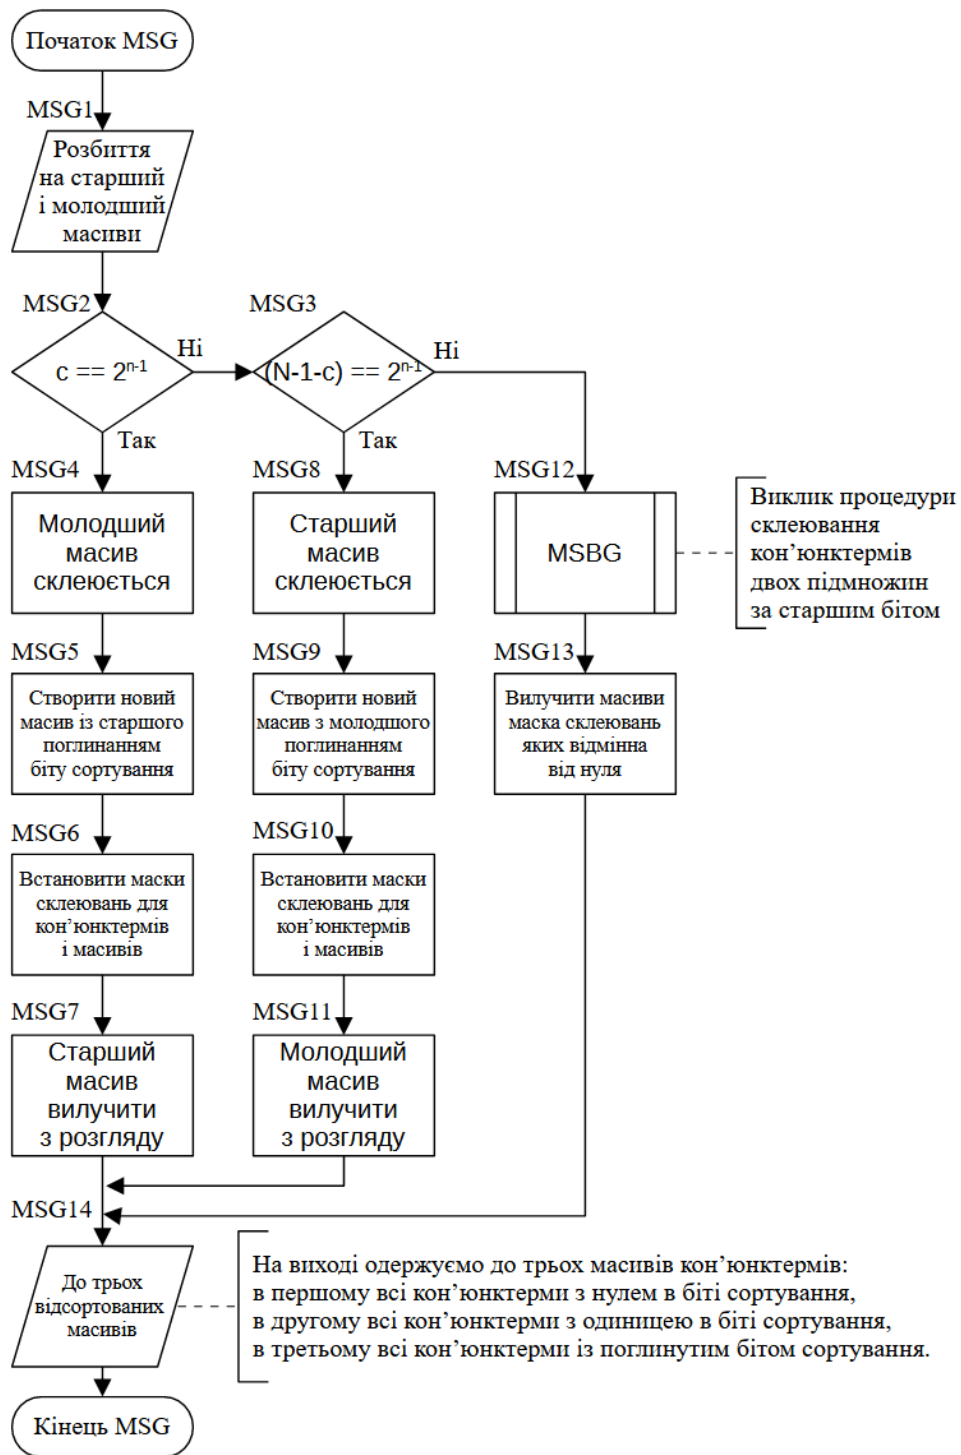 Початок MSG
MSG1
Розбиття
на старший
і молодший
масиви
MSG2
c == 2ⁿ⁻¹
Ні
Так
MSG3
(N-1-c) == 2ⁿ⁻¹
Ні
Так
MSG4
Молодший
масив
склеюється
MSG8
Старший
масив
склеюється
MSG12
MSBG
Виклик процедури
склеювання
кон’юнктермів
двох підмножин
за старшим бітом
MSG5
Створити новий
масив із старшого
поглинанням
біту сортування
MSG9
Створити новий
масив з молодшого
поглинанням
біту сортування
MSG13
Вилучити масиви
маска склеювань
яких відмінна
від нуля
MSG6
Встановити маски
склеювань для
кон’юнктермів
і масивів
MSG10
Встановити маски
склеювань для
кон’юнктермів
і масивів
MSG7
Старший
масив
вилучити
з розгляду
MSG11
Молодший
масив
вилучити
з розгляду
MSG14
До трьох
відсортованих
масивів
На виході одержуємо до трьох масивів кон’юнктермів:
в першому всі кон’юнктерми з нулем в біті сортування,
в другому всі кон’юнктерми з одиницею в біті сортування,
в третьому всі кон’юнктерми із поглинутим бітом сортування.
Кінець MSG